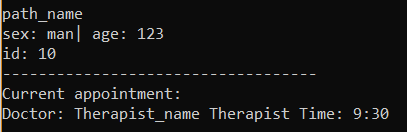 path_name
sex: man| age: 123
id: 10
-----------------------------------
Current appointment:
Doctor: Therapist_name Therapist Time: 9:30